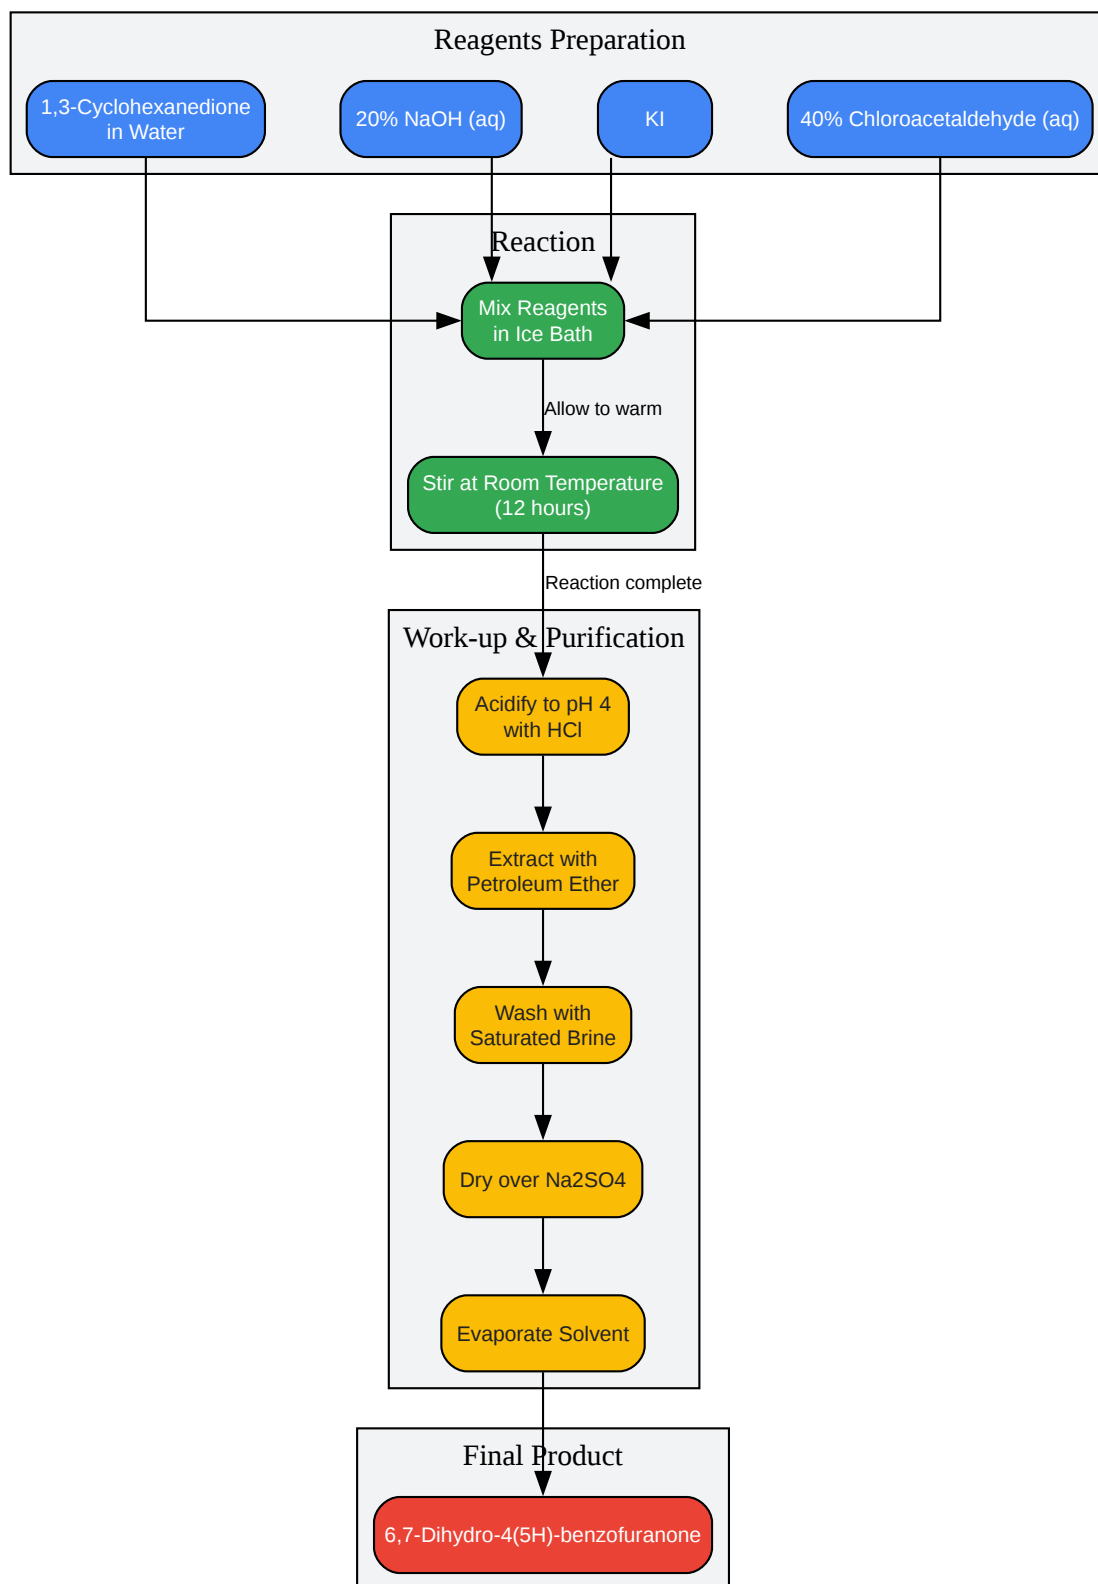 Reagents Preparation
1,3-Cyclohexanedione
in Water
20% NaOH (aq)
KI
40% Chloroacetaldehyde (aq)
Reaction
Mix Reagents
in Ice Bath
Allow to warm
Stir at Room Temperature
(12 hours)
Reaction complete
Work-up & Purification
Acidify to pH 4
with HCl
Extract with
Petroleum Ether
Wash with
Saturated Brine
Dry over Na2SO4
Evaporate Solvent
Final Product
6,7-Dihydro-4(5H)-benzofuranone